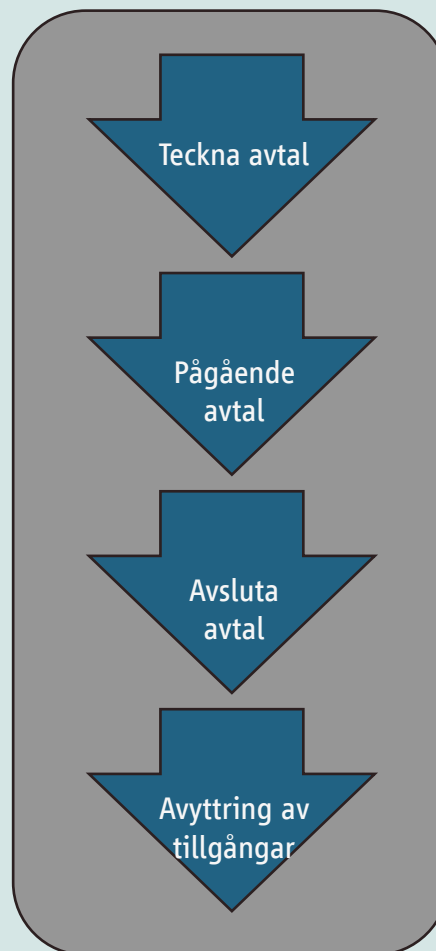 Teckna avtal
Pågående
avtal
Avsluta
avtal
Avyttring av
tillgångar